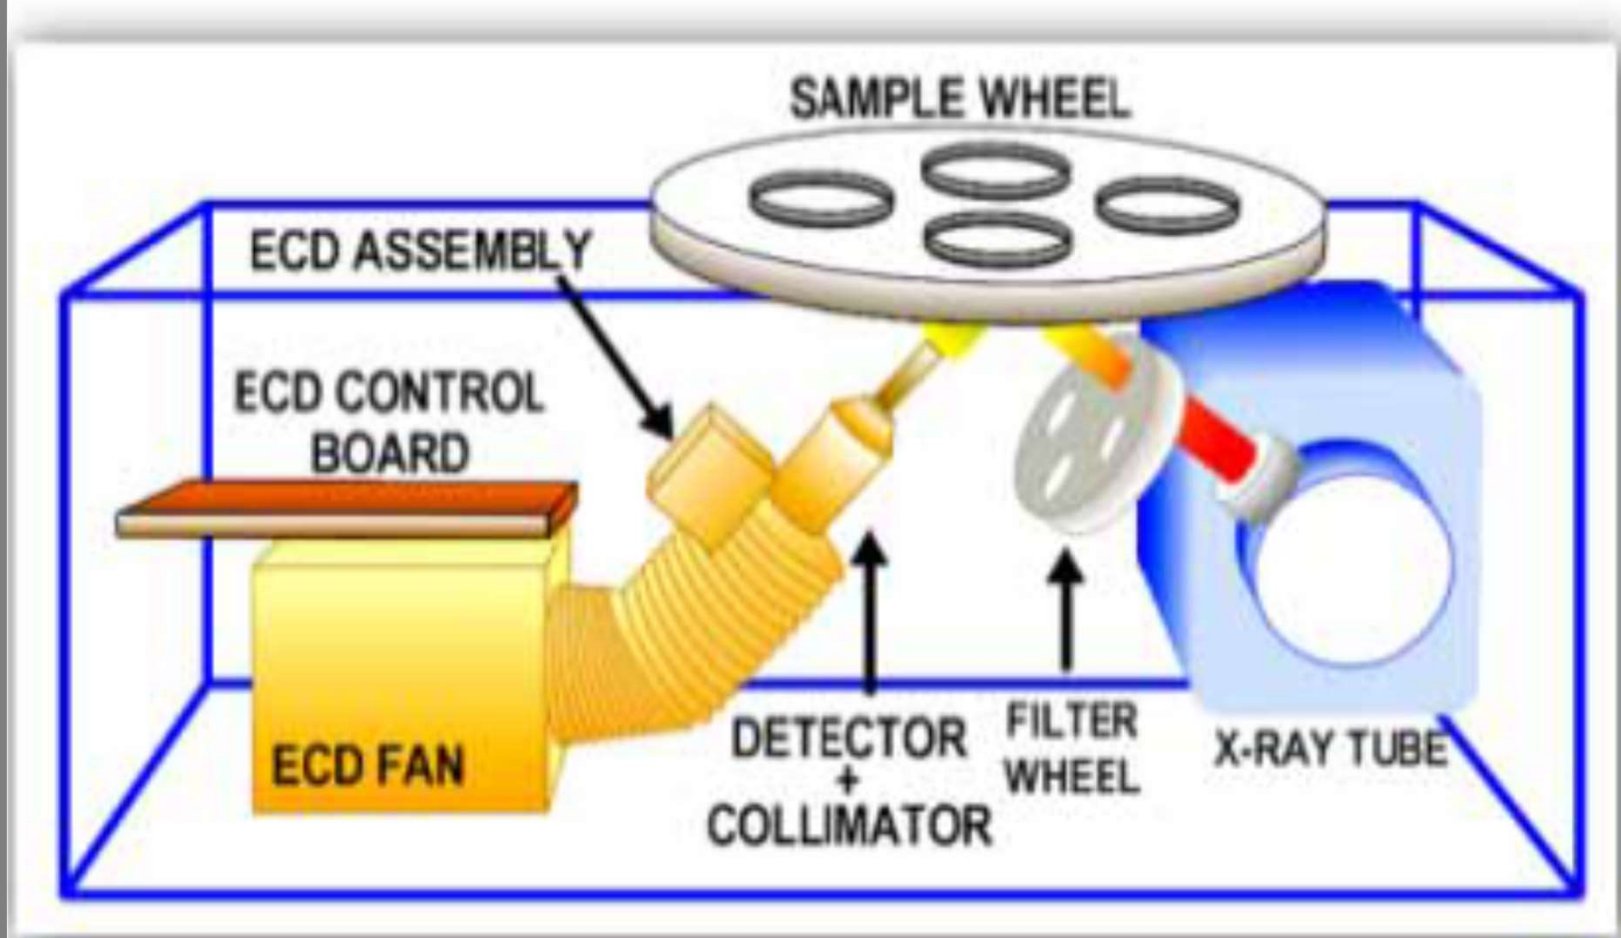 SAMPLE WHEEL
ECD ASSEMBLY
ECD CONTROL
BOARD
ECD FAN
DETECTOR
+
COLLIMATOR
FILTER
WHEEL
X-RAY TUBE